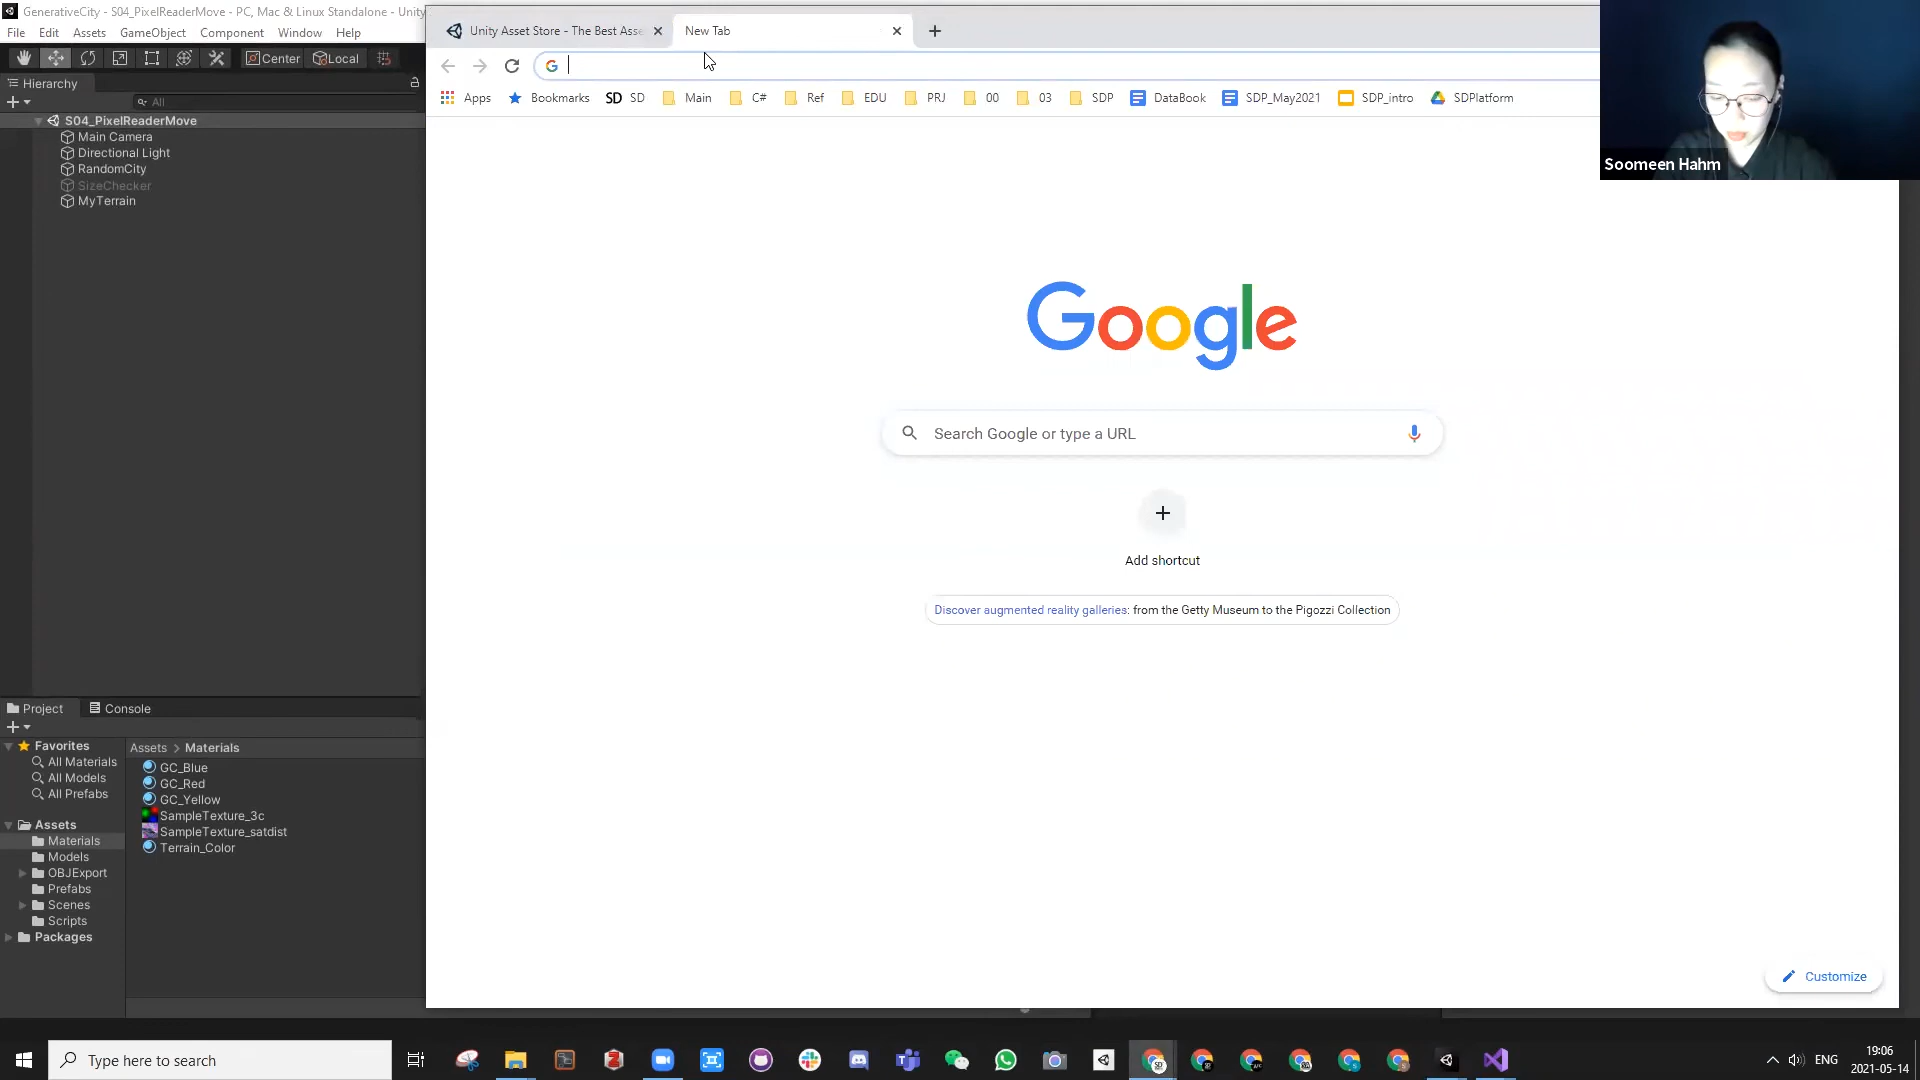 GenerativeCity - S04_PixelReaderMove - PC, Mac & Linux Standalone - Unity
File Edit Assets GameObject Component Window Help
Center Local
Hierarchy
All
S04_PixelReaderMove
Main Camera
Directional Light
RandomCity
SizeChecker
MyTerrain
Project Console
Favorites
All Materials
All Models
All Prefabs
Assets
Materials
Models
OBJExport
Prefabs
Scenes
Scripts
Packages
Assets > Materials
GC_Blue
GC_Red
GC_Yellow
SampleTexture_3c
SampleTexture_satdist
Terrain_Color
Unity Asset Store - The Best Asse
New Tab
Apps Bookmarks SD SD Main C# Ref EDU PRJ 00 03 SDP DataBook SDP_May2021 SDP_intro SDPlatform
Google
Search Google or type a URL
Add shortcut
Discover augmented reality galleries: from the Getty Museum to the Pigozzi Collection
Customize
Soomeen Hahm
Type here to search
ENG
19:06
2021-05-14